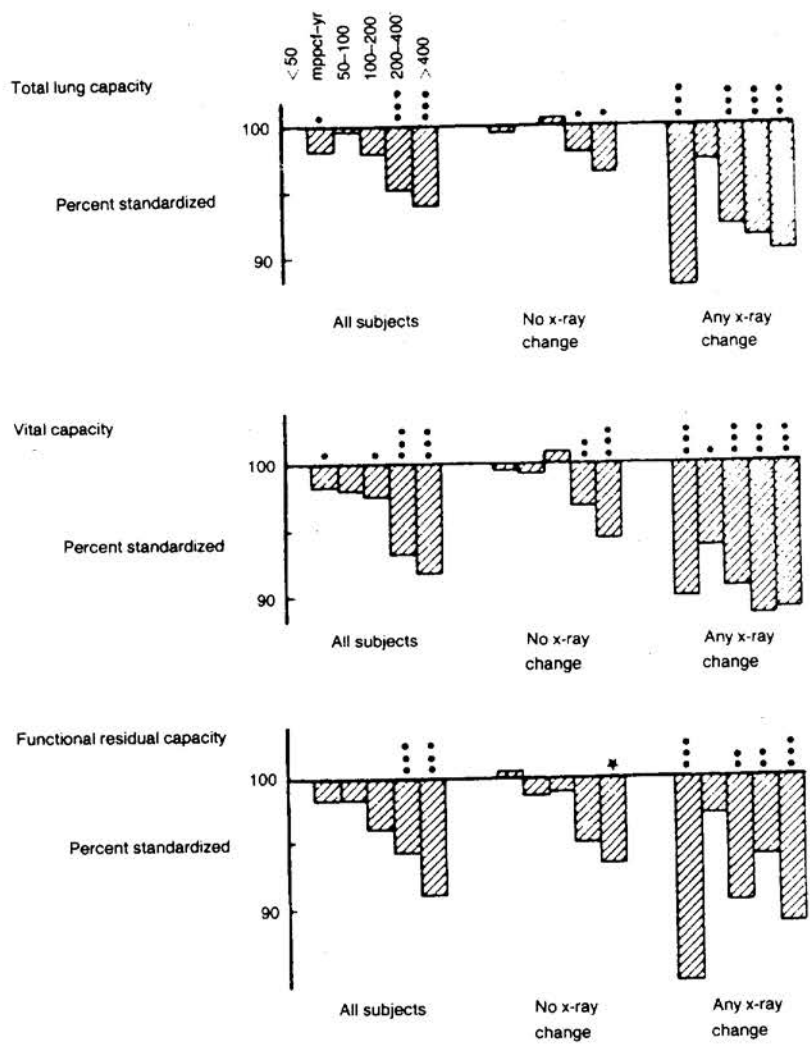 < 50
mppcf-yr
50–100
100–200
200–400
> 400
Total lung capacity
100
Percent standardized
90
All subjects
No x-ray
change
Any x-ray
change
Vital capacity
100
Percent standardized
90
All subjects
No x-ray
change
Any x-ray
change
Functional residual capacity
100
Percent standardized
90
All subjects
No x-ray
change
Any x-ray
change